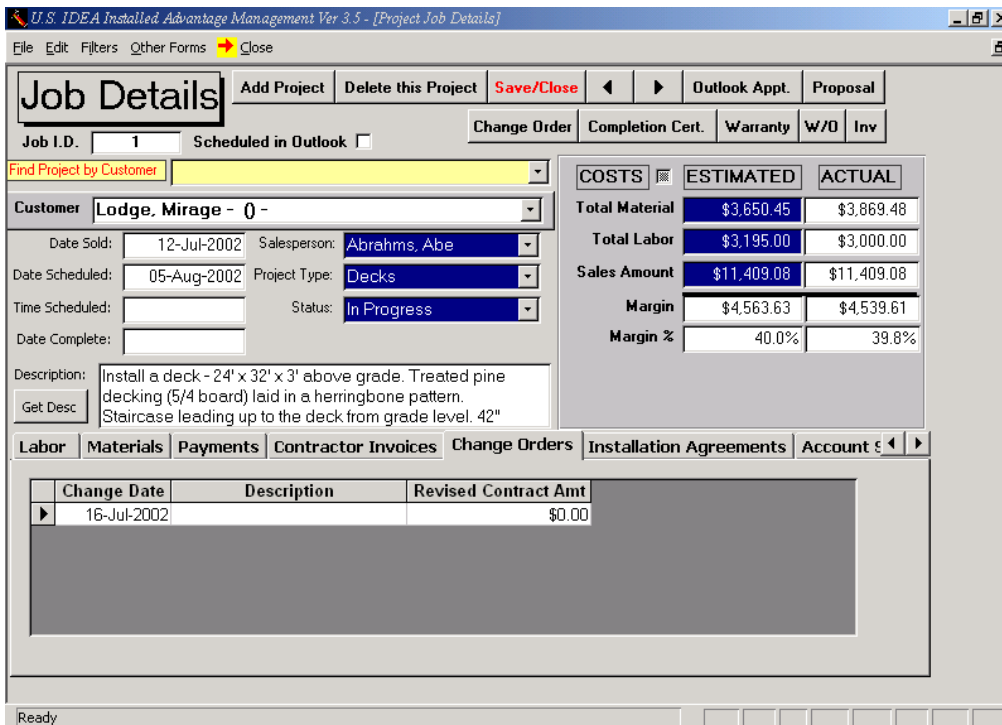 U.S. IDEA Installed Advantage Management Ver 3.5 - [Project Job Details]
File Edit Filters Other Forms Close
Job Details
Add Project Delete this Project Save/Close Outlook Appt. Proposal
Change Order Completion Cert. Warranty W/O Inv
Job I.D. 1 Scheduled in Outlook
Find Project by Customer
Customer Lodge, Mirage - () -
Date Sold: 12-Jul-2002 Salesperson: Abrahms, Abe
Date Scheduled: 05-Aug-2002 Project Type: Decks
Time Scheduled: Status: In Progress
Date Complete:
Description: Install a deck - 24' x 32' x 3' above grade. Treated pine
decking (5/4 board) laid in a herringbone pattern.
Staircase leading up to the deck from grade level. 42"
Get Desc
COSTS ESTIMATED ACTUAL
Total Material $3,650.45 $3,869.48
Total Labor $3,195.00 $3,000.00
Sales Amount $11,409.08 $11,409.08
Margin $4,563.63 $4,539.61
Margin % 40.0% 39.8%
Labor Materials Payments Contractor Invoices Change Orders Installation Agreements Account
Change Date Description Revised Contract Amt
16-Jul-2002 $0.00
Ready